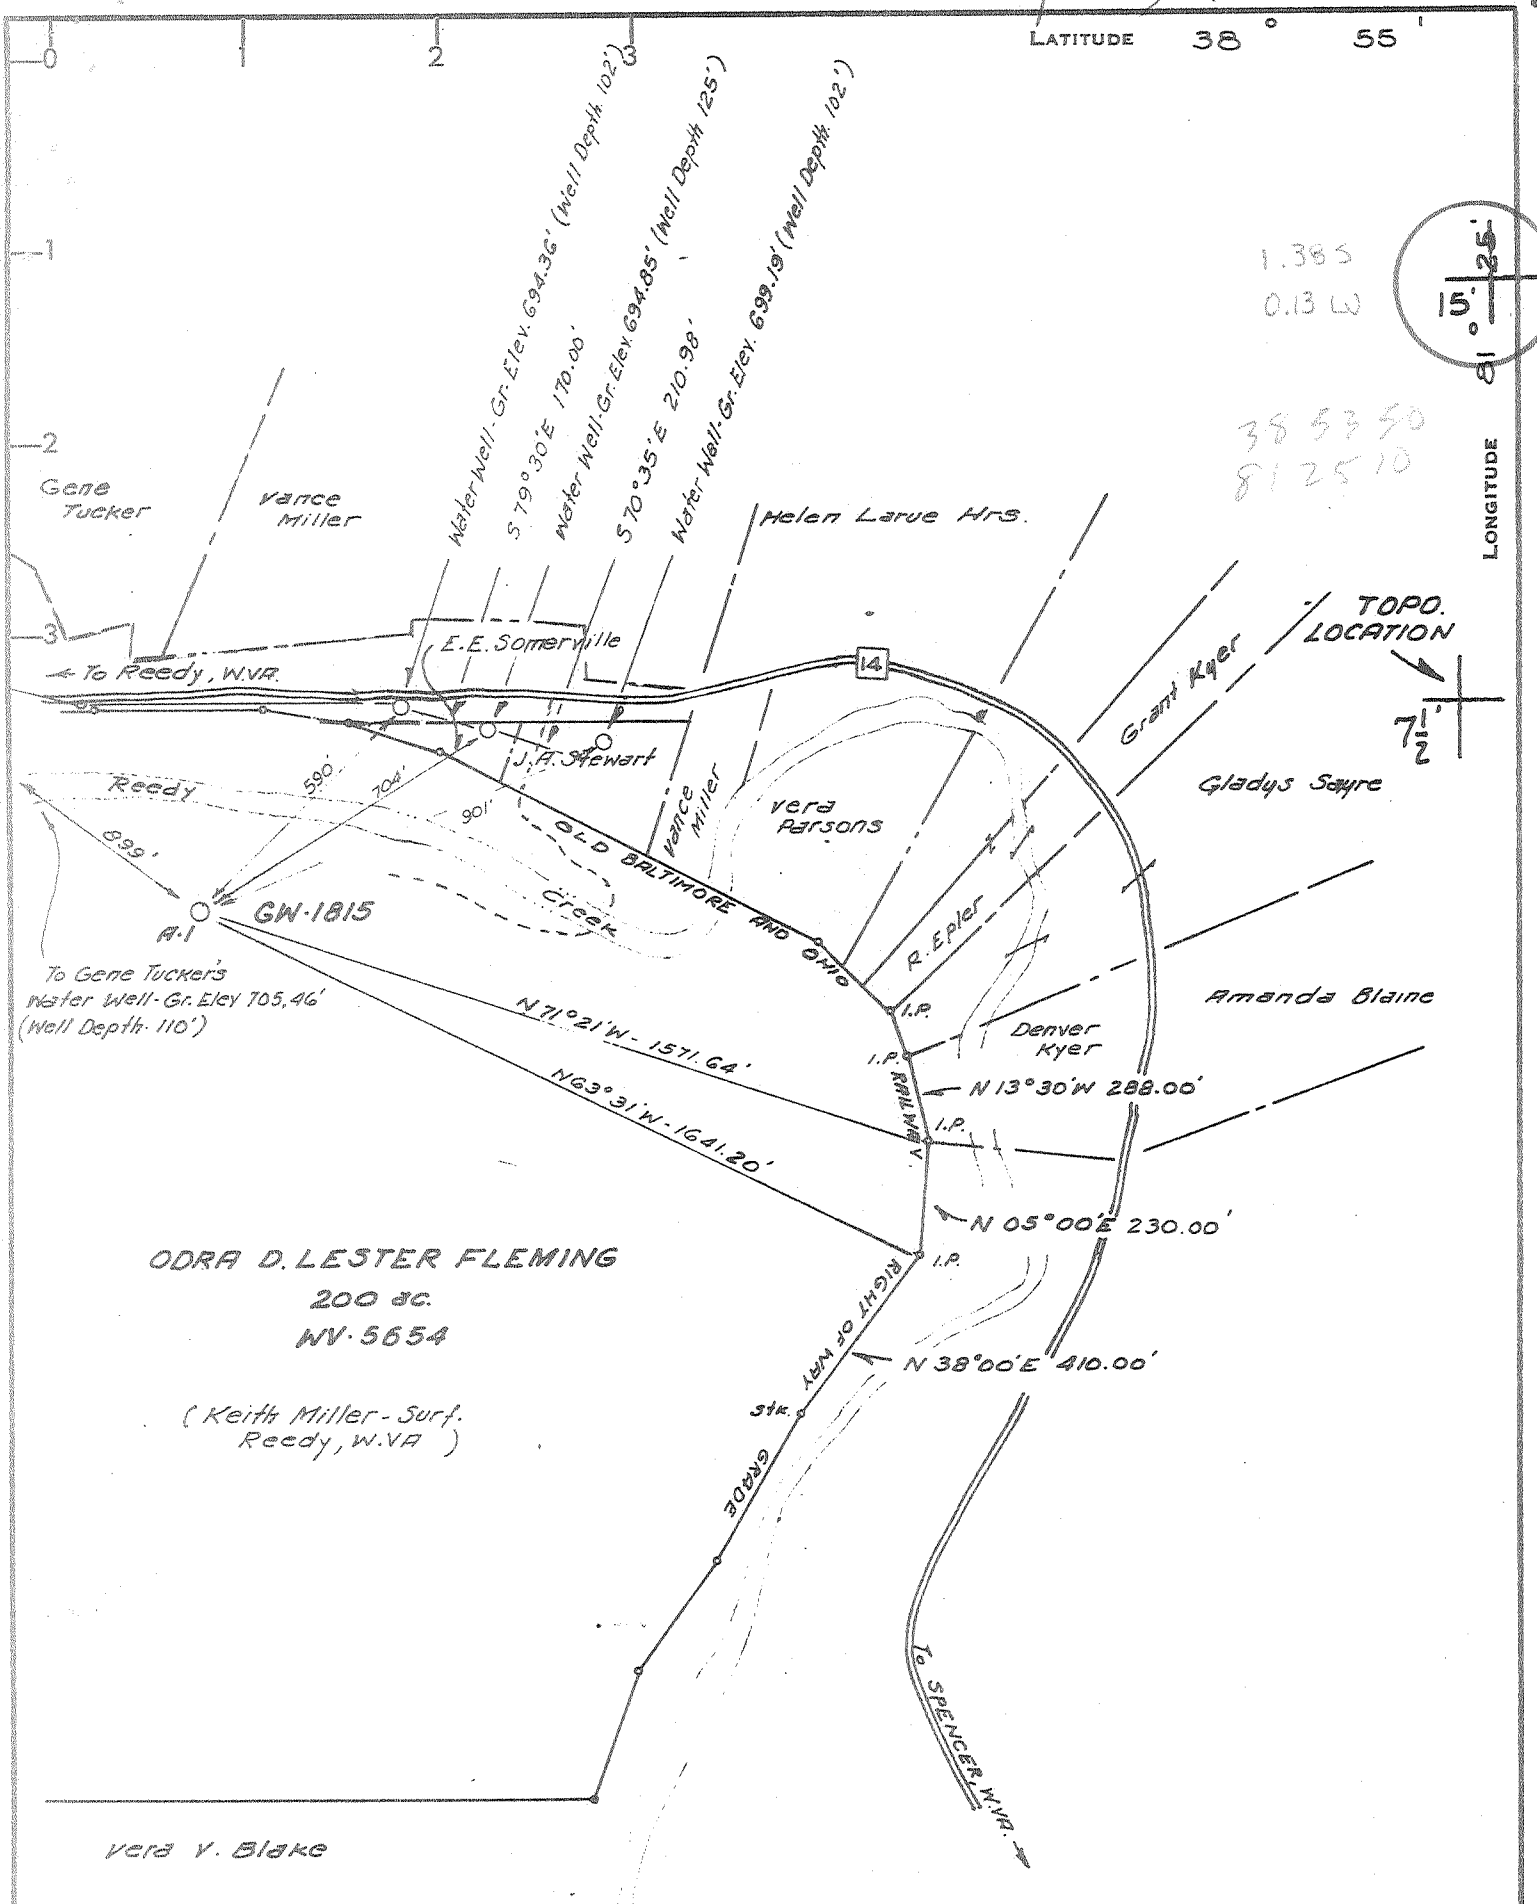 LATITUDE 38° 55'
0
1
2
3
1
2
3
1.38 S
0.13 W
15' 25'
81°
LONGITUDE
38 53 50
81 25 10
Water Well-Gr. Elev. 694.36' (Well Depth 102')
S 79°30'E 170.00'
Water Well-Gr. Elev. 694.85' (Well Depth 125')
S 70°35'E 210.98'
Water Well-Gr. Elev. 699.19' (Well Depth 102')
Gene
Tucker
Vance
Miller
Helen Larue Hrs.
TOPO.
LOCATION
7 1/2'
To Reedy, W.VA.
E.E. Somerville
14
Grant Kyer
Gladys Sayre
J.A. Stewart
Vance
Miller
Vera
Parsons
Reedy
Creek
590'
704'
901'
899'
OLD BALTIMORE AND OHIO
RAILWAY
RIGHT OF WAY
GRADE
R. Epler
GW-1815
A-1
To Gene Tucker's
Water Well-Gr. Elev 705.46'
(Well Depth 110')
I.P.
Amanda Blaine
Denver
Kyer
I.P.
N 71°21'W - 1571.64'
N 13°30'W 288.00'
I.P.
N 63°31'W - 1641.20'
N 05°00'E 230.00'
I.P.
ODRA D. LESTER FLEMING
200 ac.
WV-5654
N 38°00'E 410.00'
Stk.
(Keith Miller - Surf.
Reedy, W.VA)
To SPENCER, W.VA.
Vera V. Blake